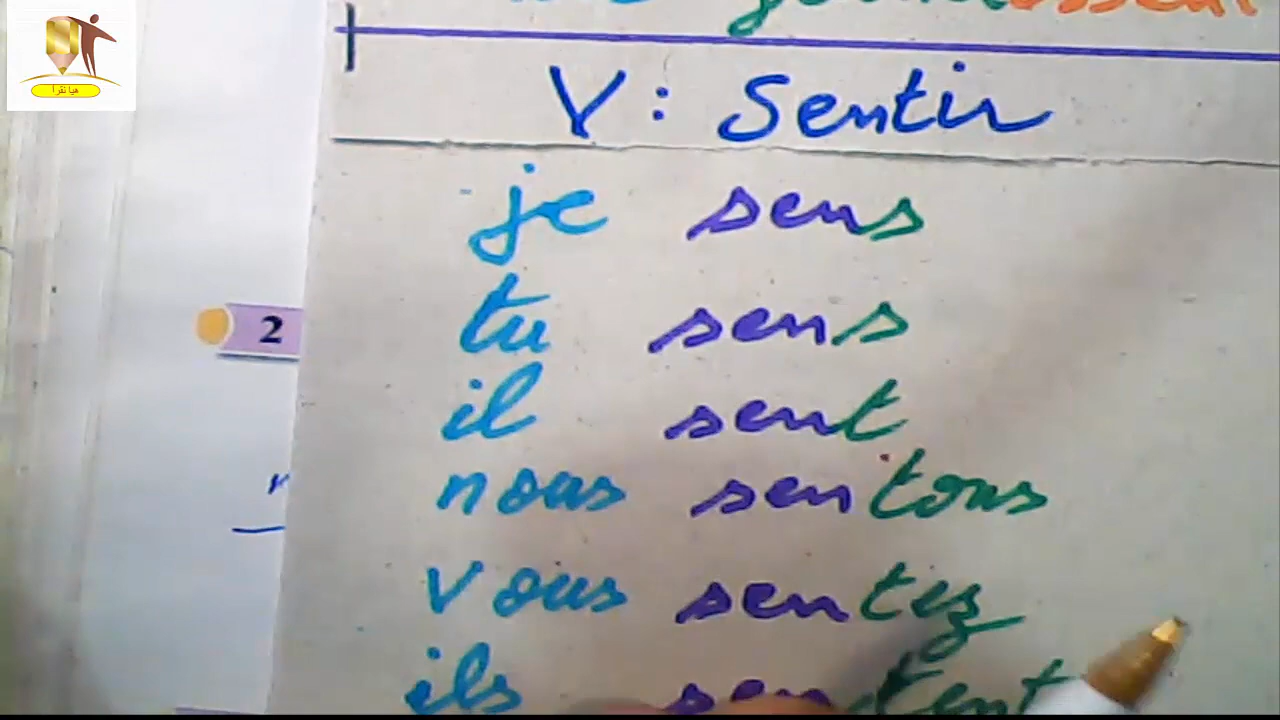 هيا نقرأ
V : Sentir
je sens
tu sens
il sent
2
nous sentons
vous sentez
ils sentent